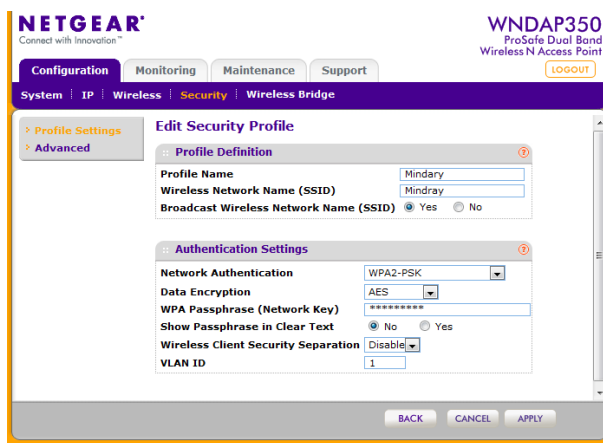 NETGEAR®
Connect with Innovation™
WNDAP350
ProSafe Dual Band
Wireless N Access Point
Configuration Monitoring Maintenance Support
LOGOUT
System IP Wireless Security Wireless Bridge
Profile Settings
Advanced
Edit Security Profile
Profile Definition ?
Profile Name Mindary
Wireless Network Name (SSID) Mindray
Broadcast Wireless Network Name (SSID) Yes No
Authentication Settings ?
Network Authentication WPA2-PSK
Data Encryption AES
WPA Passphrase (Network Key) *********
Show Passphrase in Clear Text No Yes
Wireless Client Security Separation Disable
VLAN ID 1
BACK CANCEL APPLY